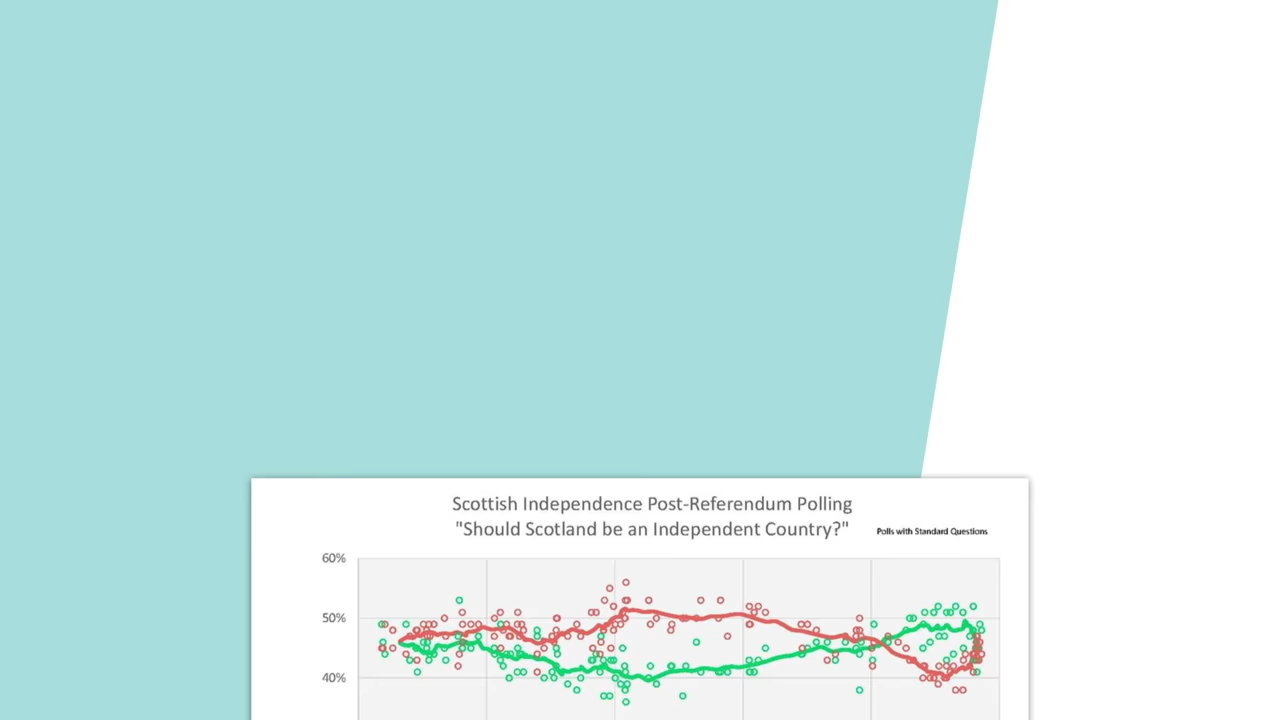 Scottish Independence Post-Referendum Polling
"Should Scotland be an Independent Country?"
Polls with Standard Questions
60%
50%
40%